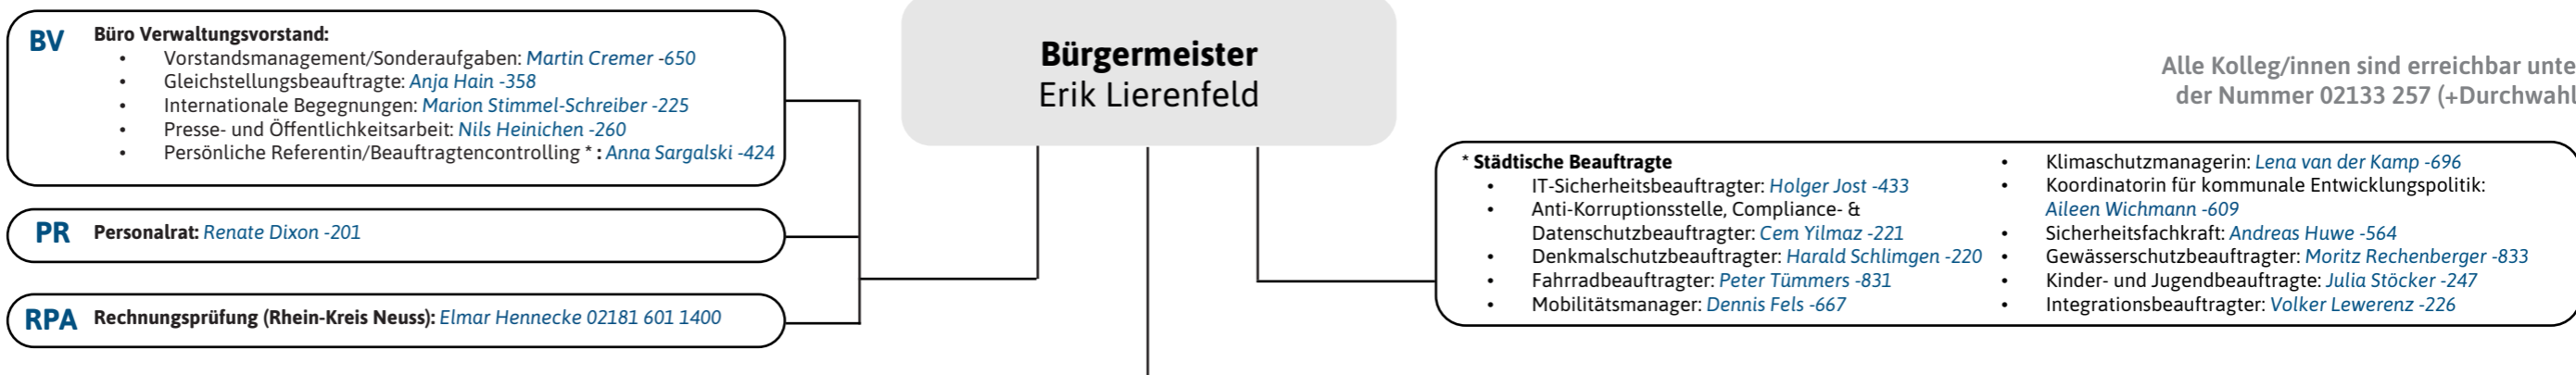 BV
Büro Verwaltungsvorstand:
• Vorstandsmanagement/Sonderaufgaben: Martin Cremer -650
• Gleichstellungsbeauftragte: Anja Hain -358
• Internationale Begegnungen: Marion Stimmel-Schreiber -225
• Presse- und Öffentlichkeitsarbeit: Nils Heinichen -260
• Persönliche Referentin/Beauftragtencontrolling * : Anna Sargalski -424
PR Personalrat: Renate Dixon -201
RPA Rechnungsprüfung (Rhein-Kreis Neuss): Elmar Hennecke 02181 601 1400
Bürgermeister
Erik Lierenfeld
Alle Kolleg/innen sind erreichbar unte
der Nummer 02133 257 (+Durchwahl
* Städtische Beauftragte
• IT-Sicherheitsbeauftragter: Holger Jost -433
• Anti-Korruptionsstelle, Compliance- &
Datenschutzbeauftragter: Cem Yilmaz -221
• Denkmalschutzbeauftragter: Harald Schlimgen -220
• Fahrradbeauftragter: Peter Tümmers -831
• Mobilitätsmanager: Dennis Fels -667
• Klimaschutzmanagerin: Lena van der Kamp -696
• Koordinatorin für kommunale Entwicklungspolitik:
Aileen Wichmann -609
• Sicherheitsfachkraft: Andreas Huwe -564
• Gewässerschutzbeauftragter: Moritz Rechenberger -833
• Kinder- und Jugendbeauftragte: Julia Stöcker -247
• Integrationsbeauftragter: Volker Lewerenz -226